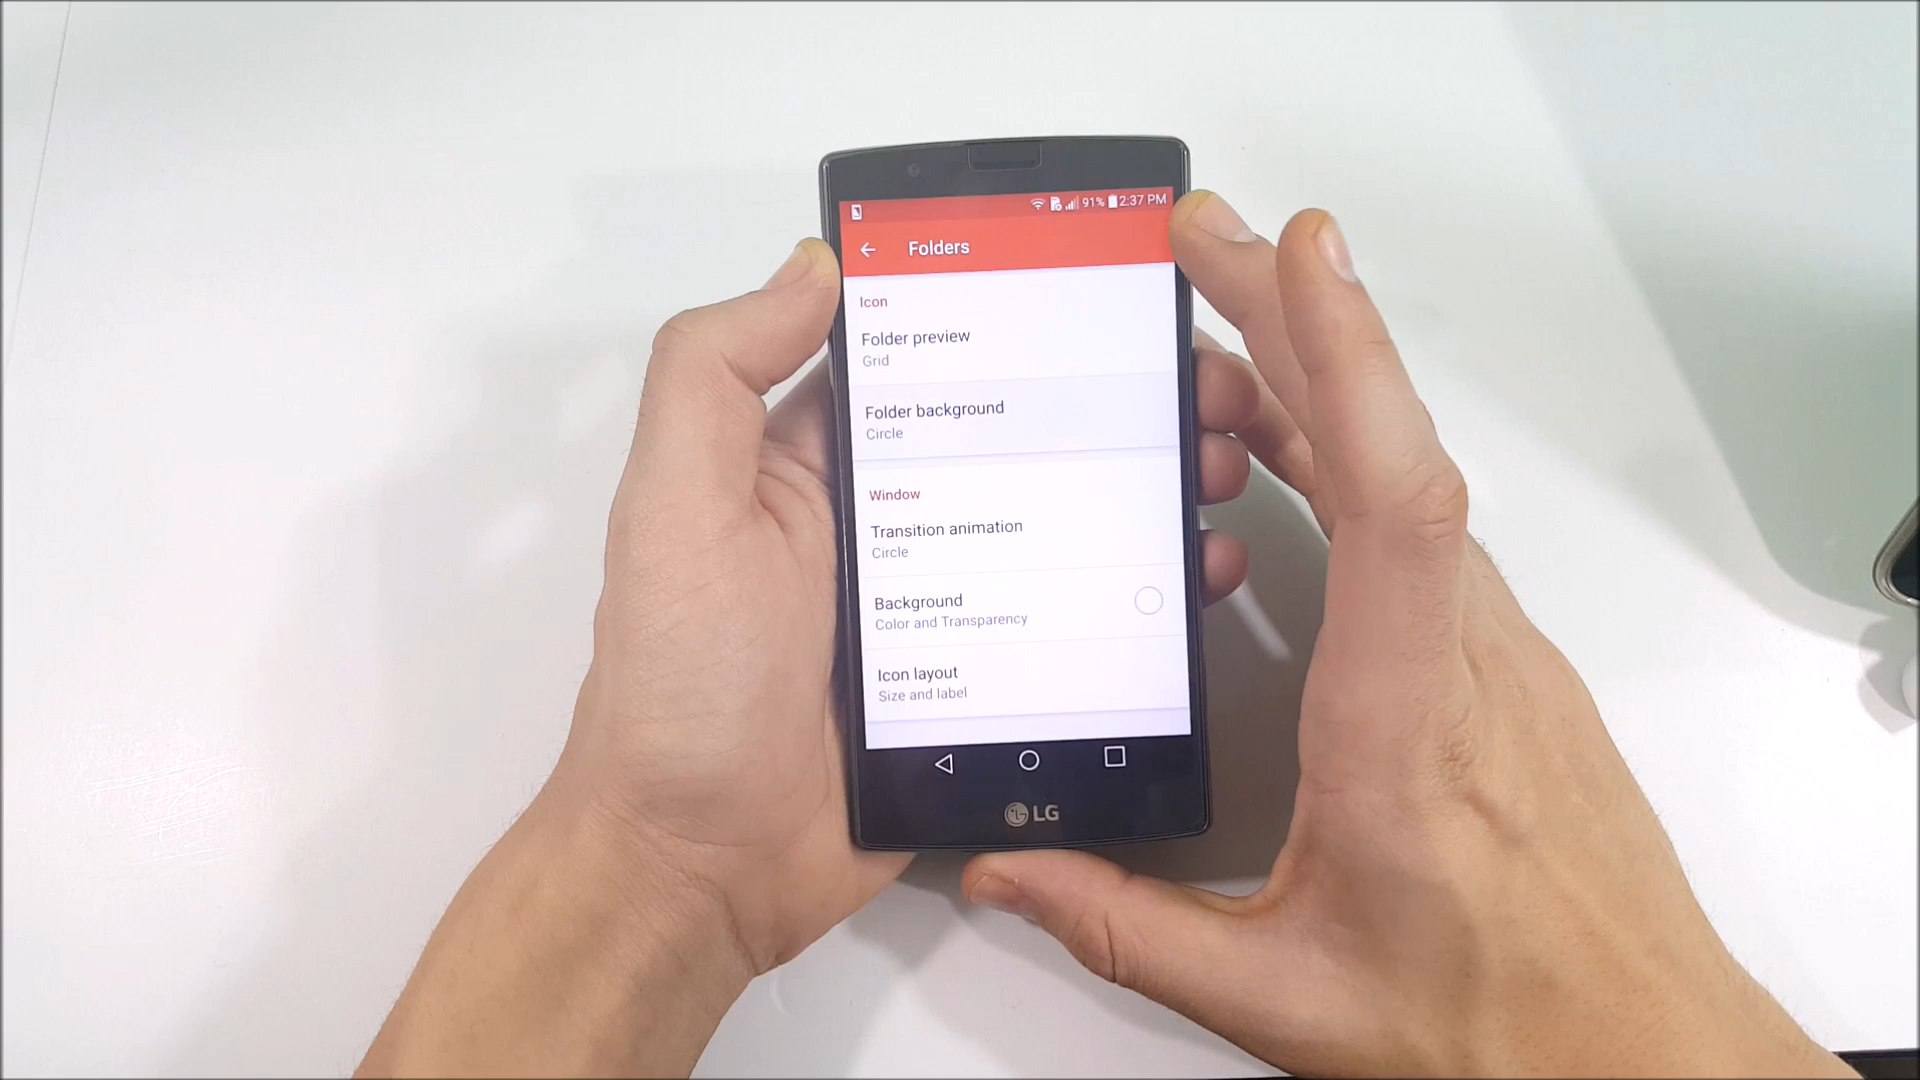 91% 2:37 PM
Folders
Icon
Folder preview
Grid
Folder background
Circle
Window
Transition animation
Circle
Background
Color and Transparency
Icon layout
Size and label
LG